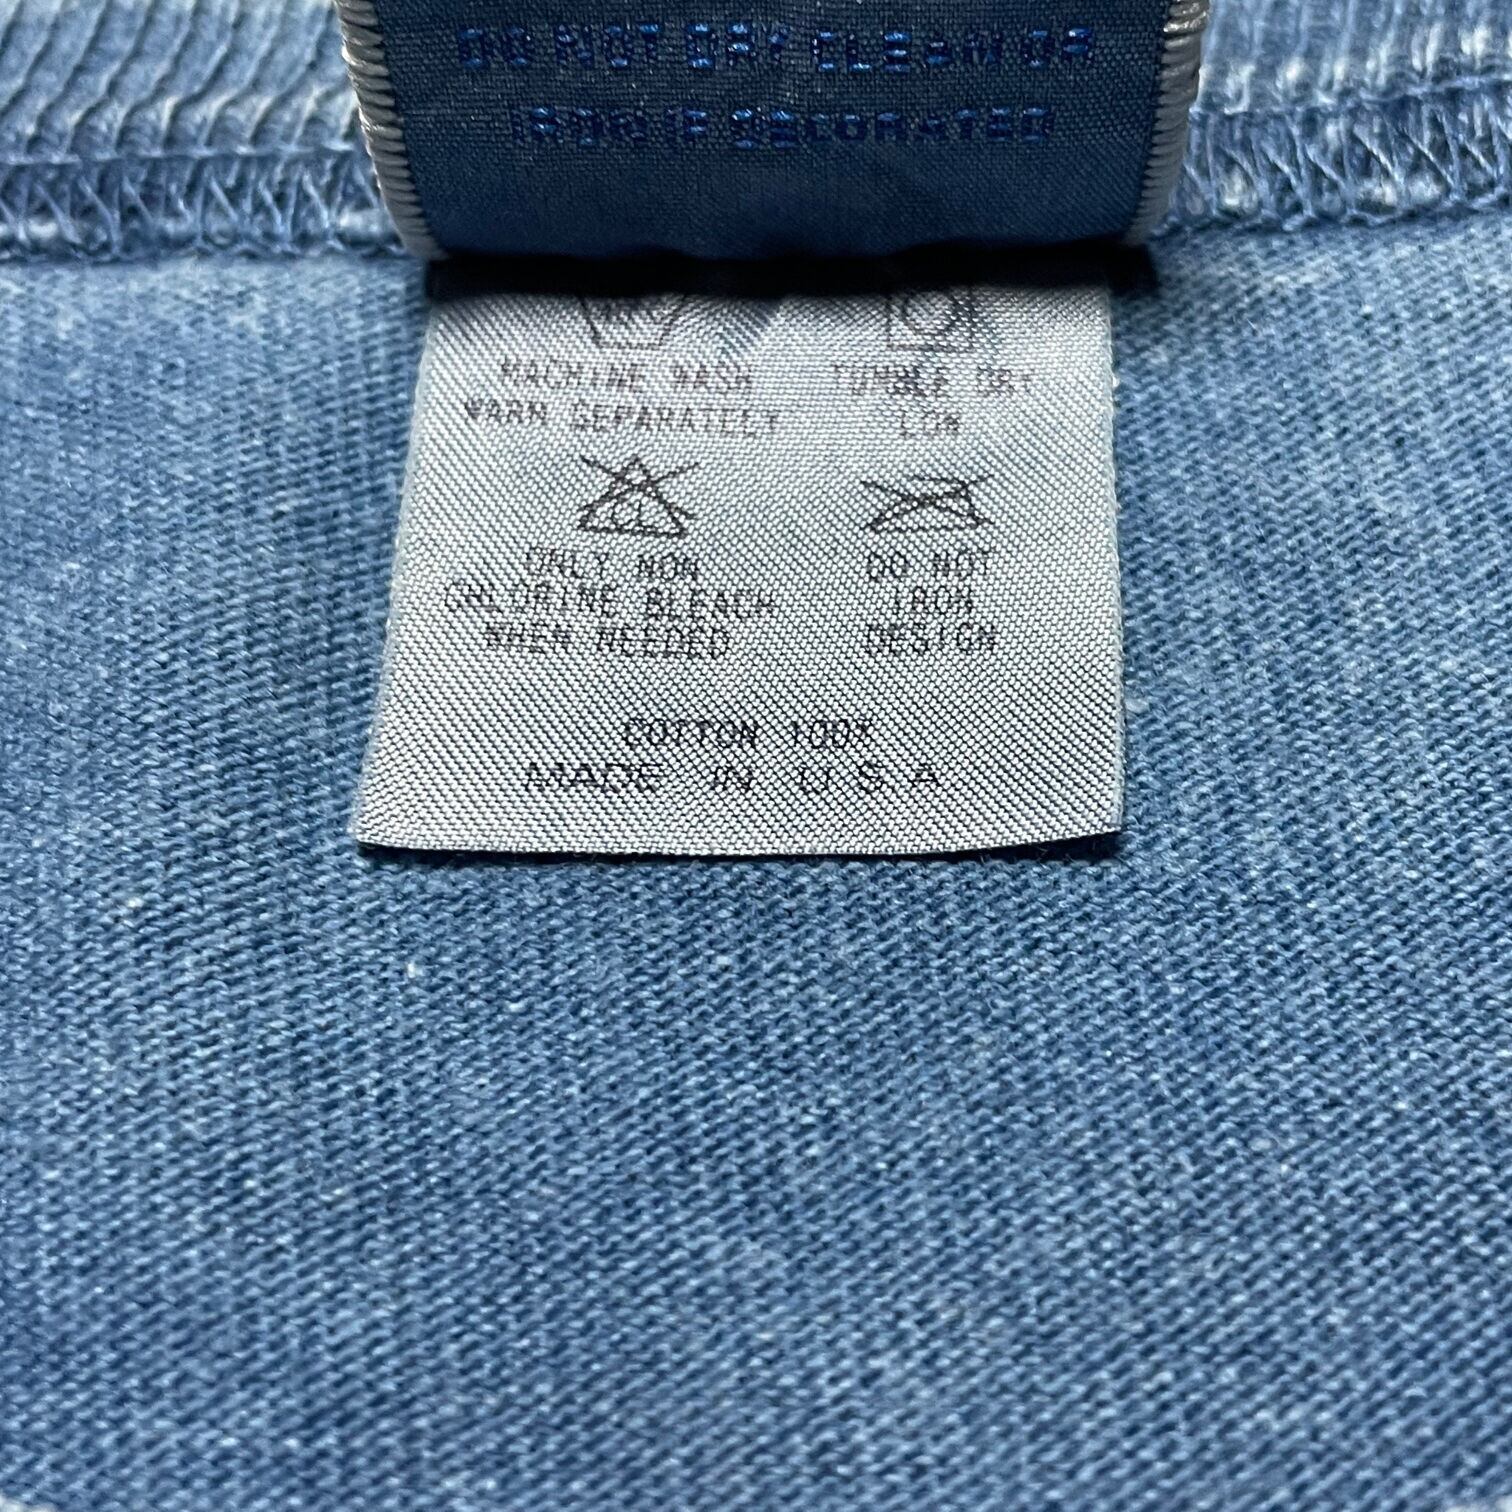 DO NOT DRY CLEAN OR
IRON IF DECORATED
MACHINE WASH
WARM SEPARATELY
TUMBLE DRY
LOW
CL
ONLY NON
CHLORINE BLEACH
WHEN NEEDED
DO NOT
IRON
DESIGN
COTTON 100%
MADE IN U S A